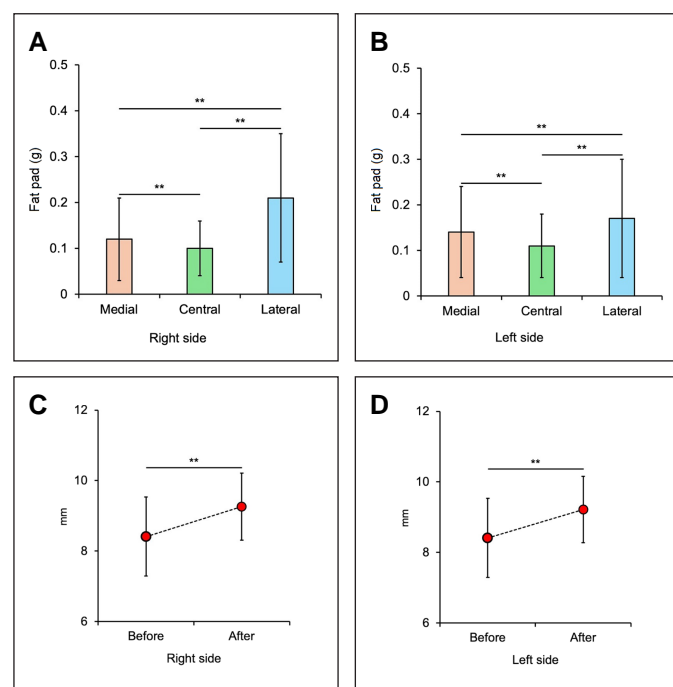 A
0.5
0.4
0.3
0.2
0.1
0
Fat pad (g)
**
**
**
Medial Central Lateral
Right side
B
0.5
0.4
0.3
0.2
0.1
0
Fat pad (g)
**
**
**
Medial Central Lateral
Left side
C
12
10
8
6
mm
**
Before After
Right side
D
12
10
8
6
mm
**
Before After
Left side